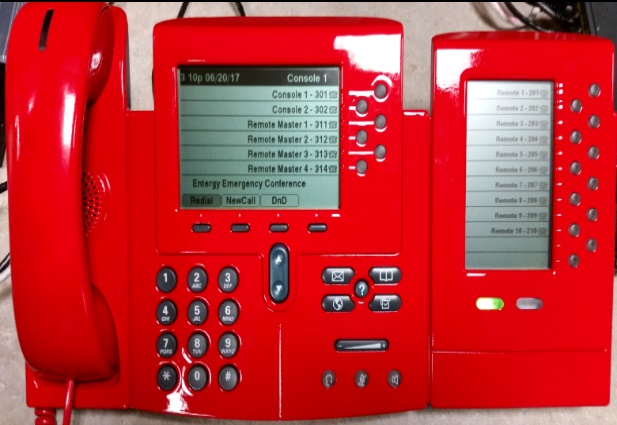 3 10p 06/20/17 Console 1
Console 1 - 301
Console 2 - 302
Remote Master 1 - 311
Remote Master 2 - 312
Remote Master 3 - 313
Remote Master 4 - 314
Entergy Emergency Conference
Redial NewCall DnD
Remote 1 - 201
Remote 2 - 202
Remote 3 - 203
Remote 4 - 204
Remote 5 - 205
Remote 6 - 206
Remote 7 - 207
Remote 8 - 208
Remote 9 - 209
Remote 10 - 210
?
1 2 ABC 3 DEF
4 GHI 5 JKL 6 MNO
7 PQRS 8 TUV 9 WXYZ
* 0 #